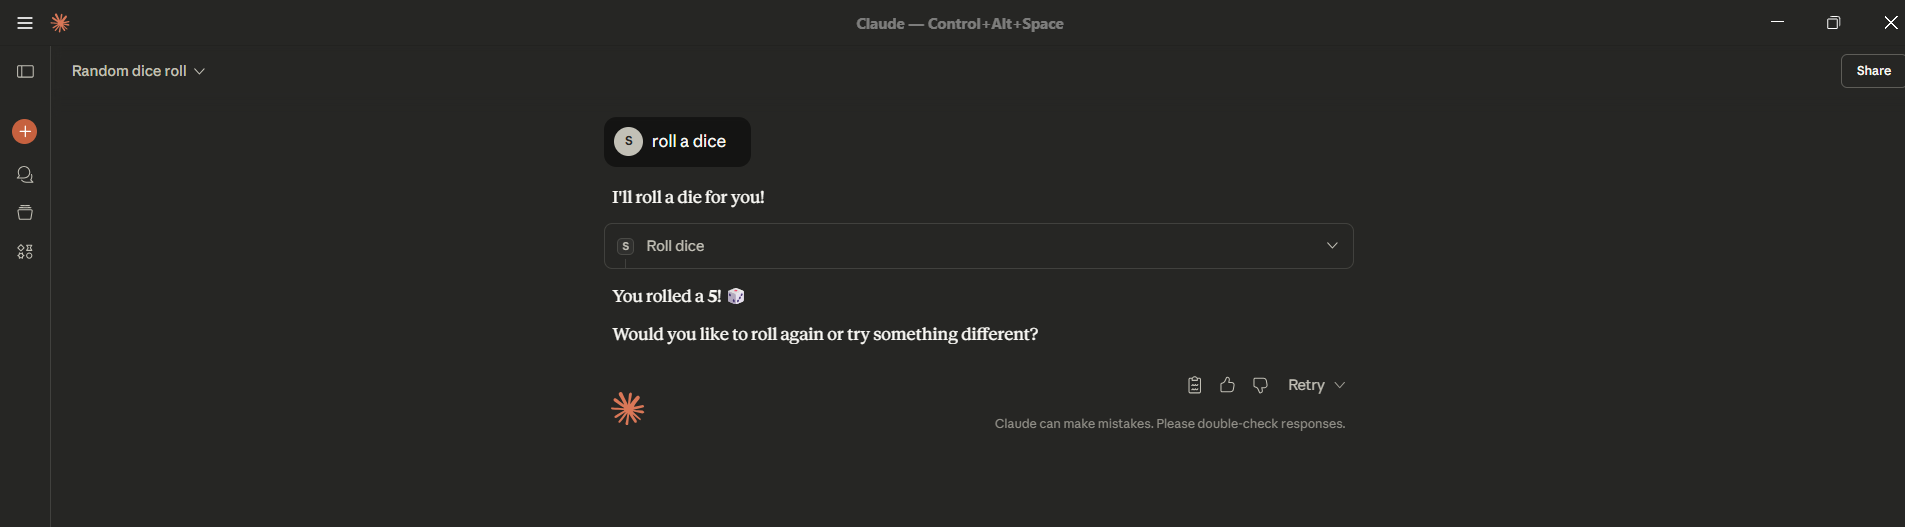 Claude — Control+Alt+Space
Random dice roll
Share
S roll a dice
I'll roll a die for you!
S Roll dice
You rolled a 5! 🎲
Would you like to roll again or try something different?
Retry
Claude can make mistakes. Please double-check responses.